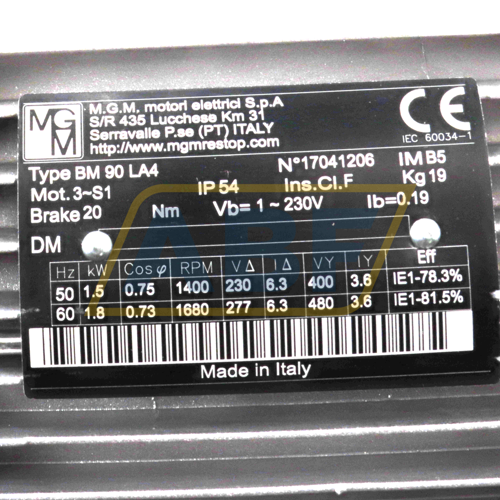 MGM
M.G.M. motori elettrici S.p.A
S/R 435 Lucchese Km 31
Serravalle P.se (PT) ITALY
http://www.mgmrestop.com
CE
IEC 60034-1
Type BM 90 LA4 N°17041206 IM B5
Mot. 3~S1 IP 54 Ins.Cl.F Kg 19
Brake 20 Nm Vb= 1 ~ 230V Ib=0.19
DM
Hz kW Cosφ RPM V Δ I Δ VY IY Eff
50 1.5 0.75 1400 230 6.3 400 3.6 IE1-78.3%
60 1.8 0.73 1680 277 6.3 480 3.6 IE1-81.5%
Made in Italy
ABF